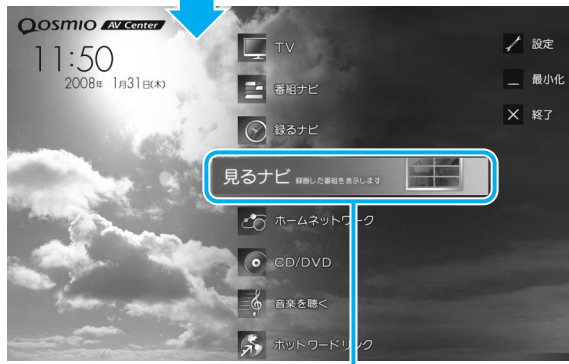 Qosmio AV Center
11:50
2008年 1月31日(木)
TV
番組ナビ
録るナビ
見るナビ 録画した番組を表示します
ホームネットワーク
CD/DVD
音楽を聴く
ホットワードリンク
設定
最小化
終了